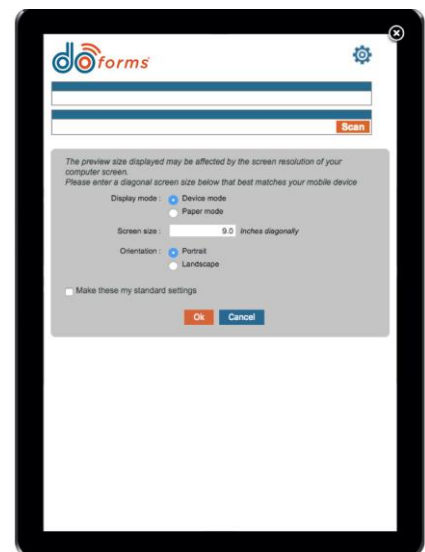 doforms
Scan
The preview size displayed may be affected by the screen resolution of your
computer screen.
Please enter a diagonal screen size below that best matches your mobile device
Display mode : Device mode
Paper mode
Screen size : 9.0 Inches diagonally
Orientation : Portrait
Landscape
Make these my standard settings
Ok Cancel